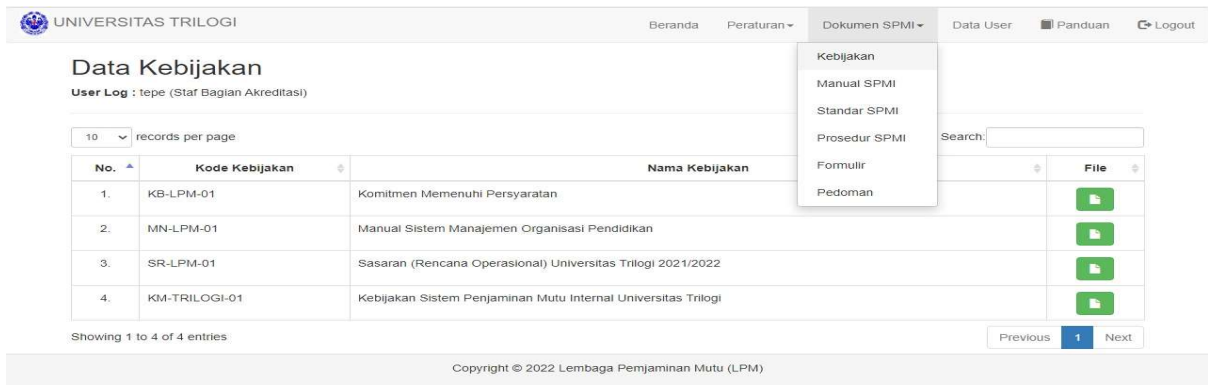 UNIVERSITAS TRILOGI
Beranda Peraturan Dokumen SPMI Data User Panduan Logout
Kebijakan
Manual SPMI
Standar SPMI
Prosedur SPMI
Formulir
Pedoman
Data Kebijakan
User Log : tepe (Staf Bagian Akreditasi)
10 records per page
Search:
No. Kode Kebijakan Nama Kebijakan File
1. KB-LPM-01 Komitmen Memenuhi Persyaratan
2. MN-LPM-01 Manual Sistem Manajemen Organisasi Pendidikan
3. SR-LPM-01 Sasaran (Rencana Operasional) Universitas Trilogi 2021/2022
4. KM-TRILOGI-01 Kebijakan Sistem Penjaminan Mutu Internal Universitas Trilogi
Showing 1 to 4 of 4 entries
Previous 1 Next
Copyright © 2022 Lembaga Pemjaminan Mutu (LPM)